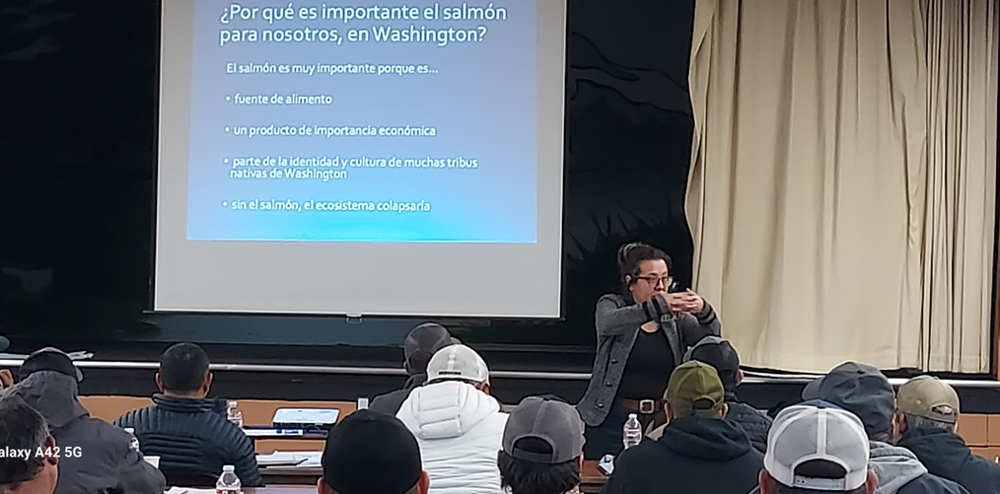 ¿Por qué es importante el salmón
para nosotros, en Washington?
El salmón es muy importante porque es...
• fuente de alimento
• un producto de importancia económica
• parte de la identidad y cultura de muchas tribus
nativas de Washington
• sin el salmón, el ecosistema colapsaría
alaxy A42 5G